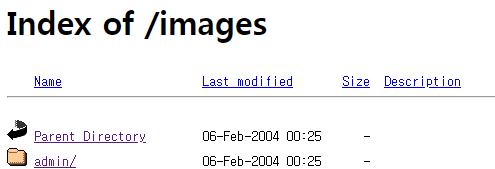 Index of /images
Name Last modified Size Description
Parent Directory 06-Feb-2004 00:25 -
admin/ 06-Feb-2004 00:25 -